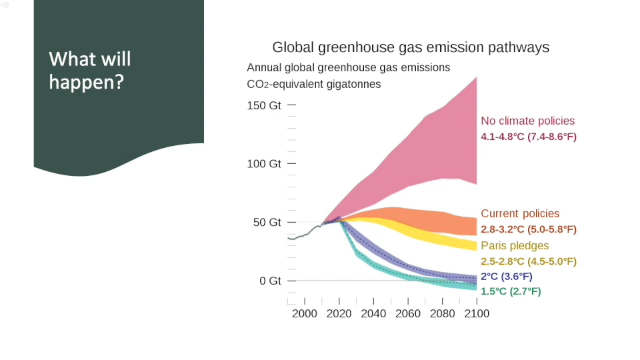 What will
happen?
Global greenhouse gas emission pathways
Annual global greenhouse gas emissions
CO2-equivalent gigatonnes
150 Gt
100 Gt
50 Gt
0 Gt
No climate policies
4.1-4.8°C (7.4-8.6°F)
Current policies
2.8-3.2°C (5.0-5.8°F)
Paris pledges
2.5-2.8°C (4.5-5.0°F)
2°C (3.6°F)
1.5°C (2.7°F)
2000 2020 2040 2060 2080 2100